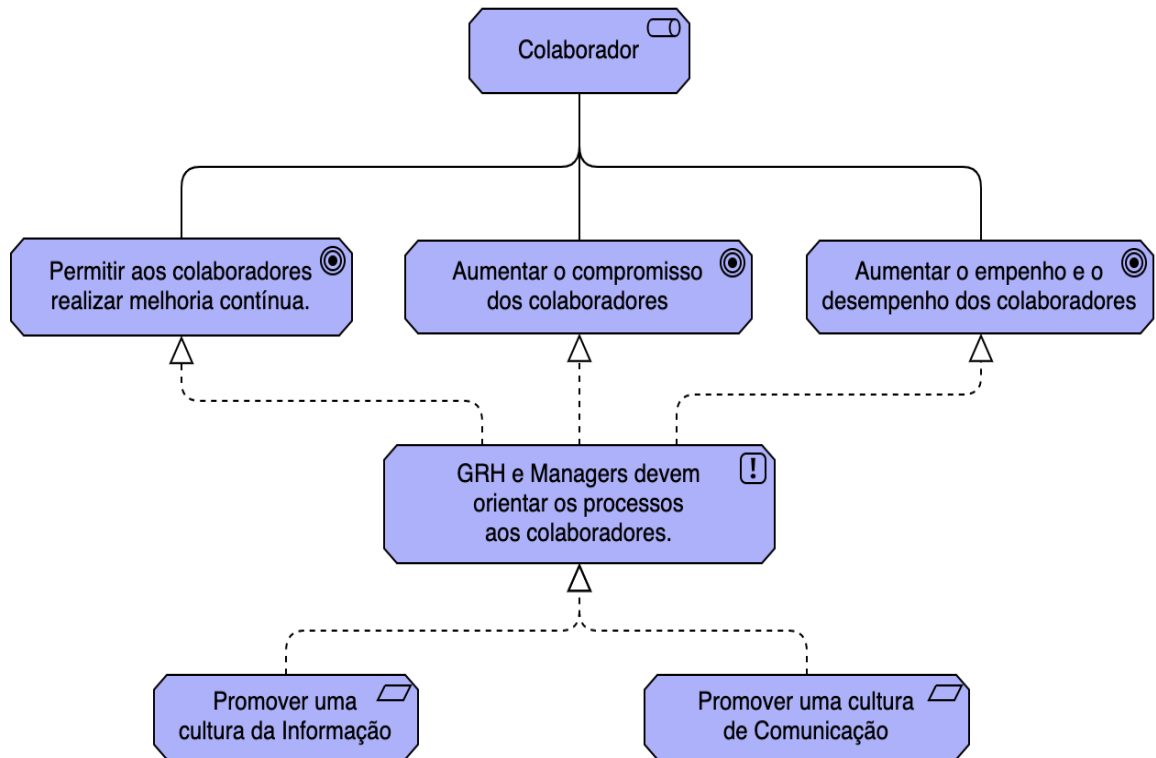 Colaborador
Permitir aos colaboradores
realizar melhoria contínua.
Aumentar o compromisso
dos colaboradores
Aumentar o empenho e o
desempenho dos colaboradores
GRH e Managers devem
orientar os processos
aos colaboradores.
Promover uma
cultura da Informação
Promover uma cultura
de Comunicação